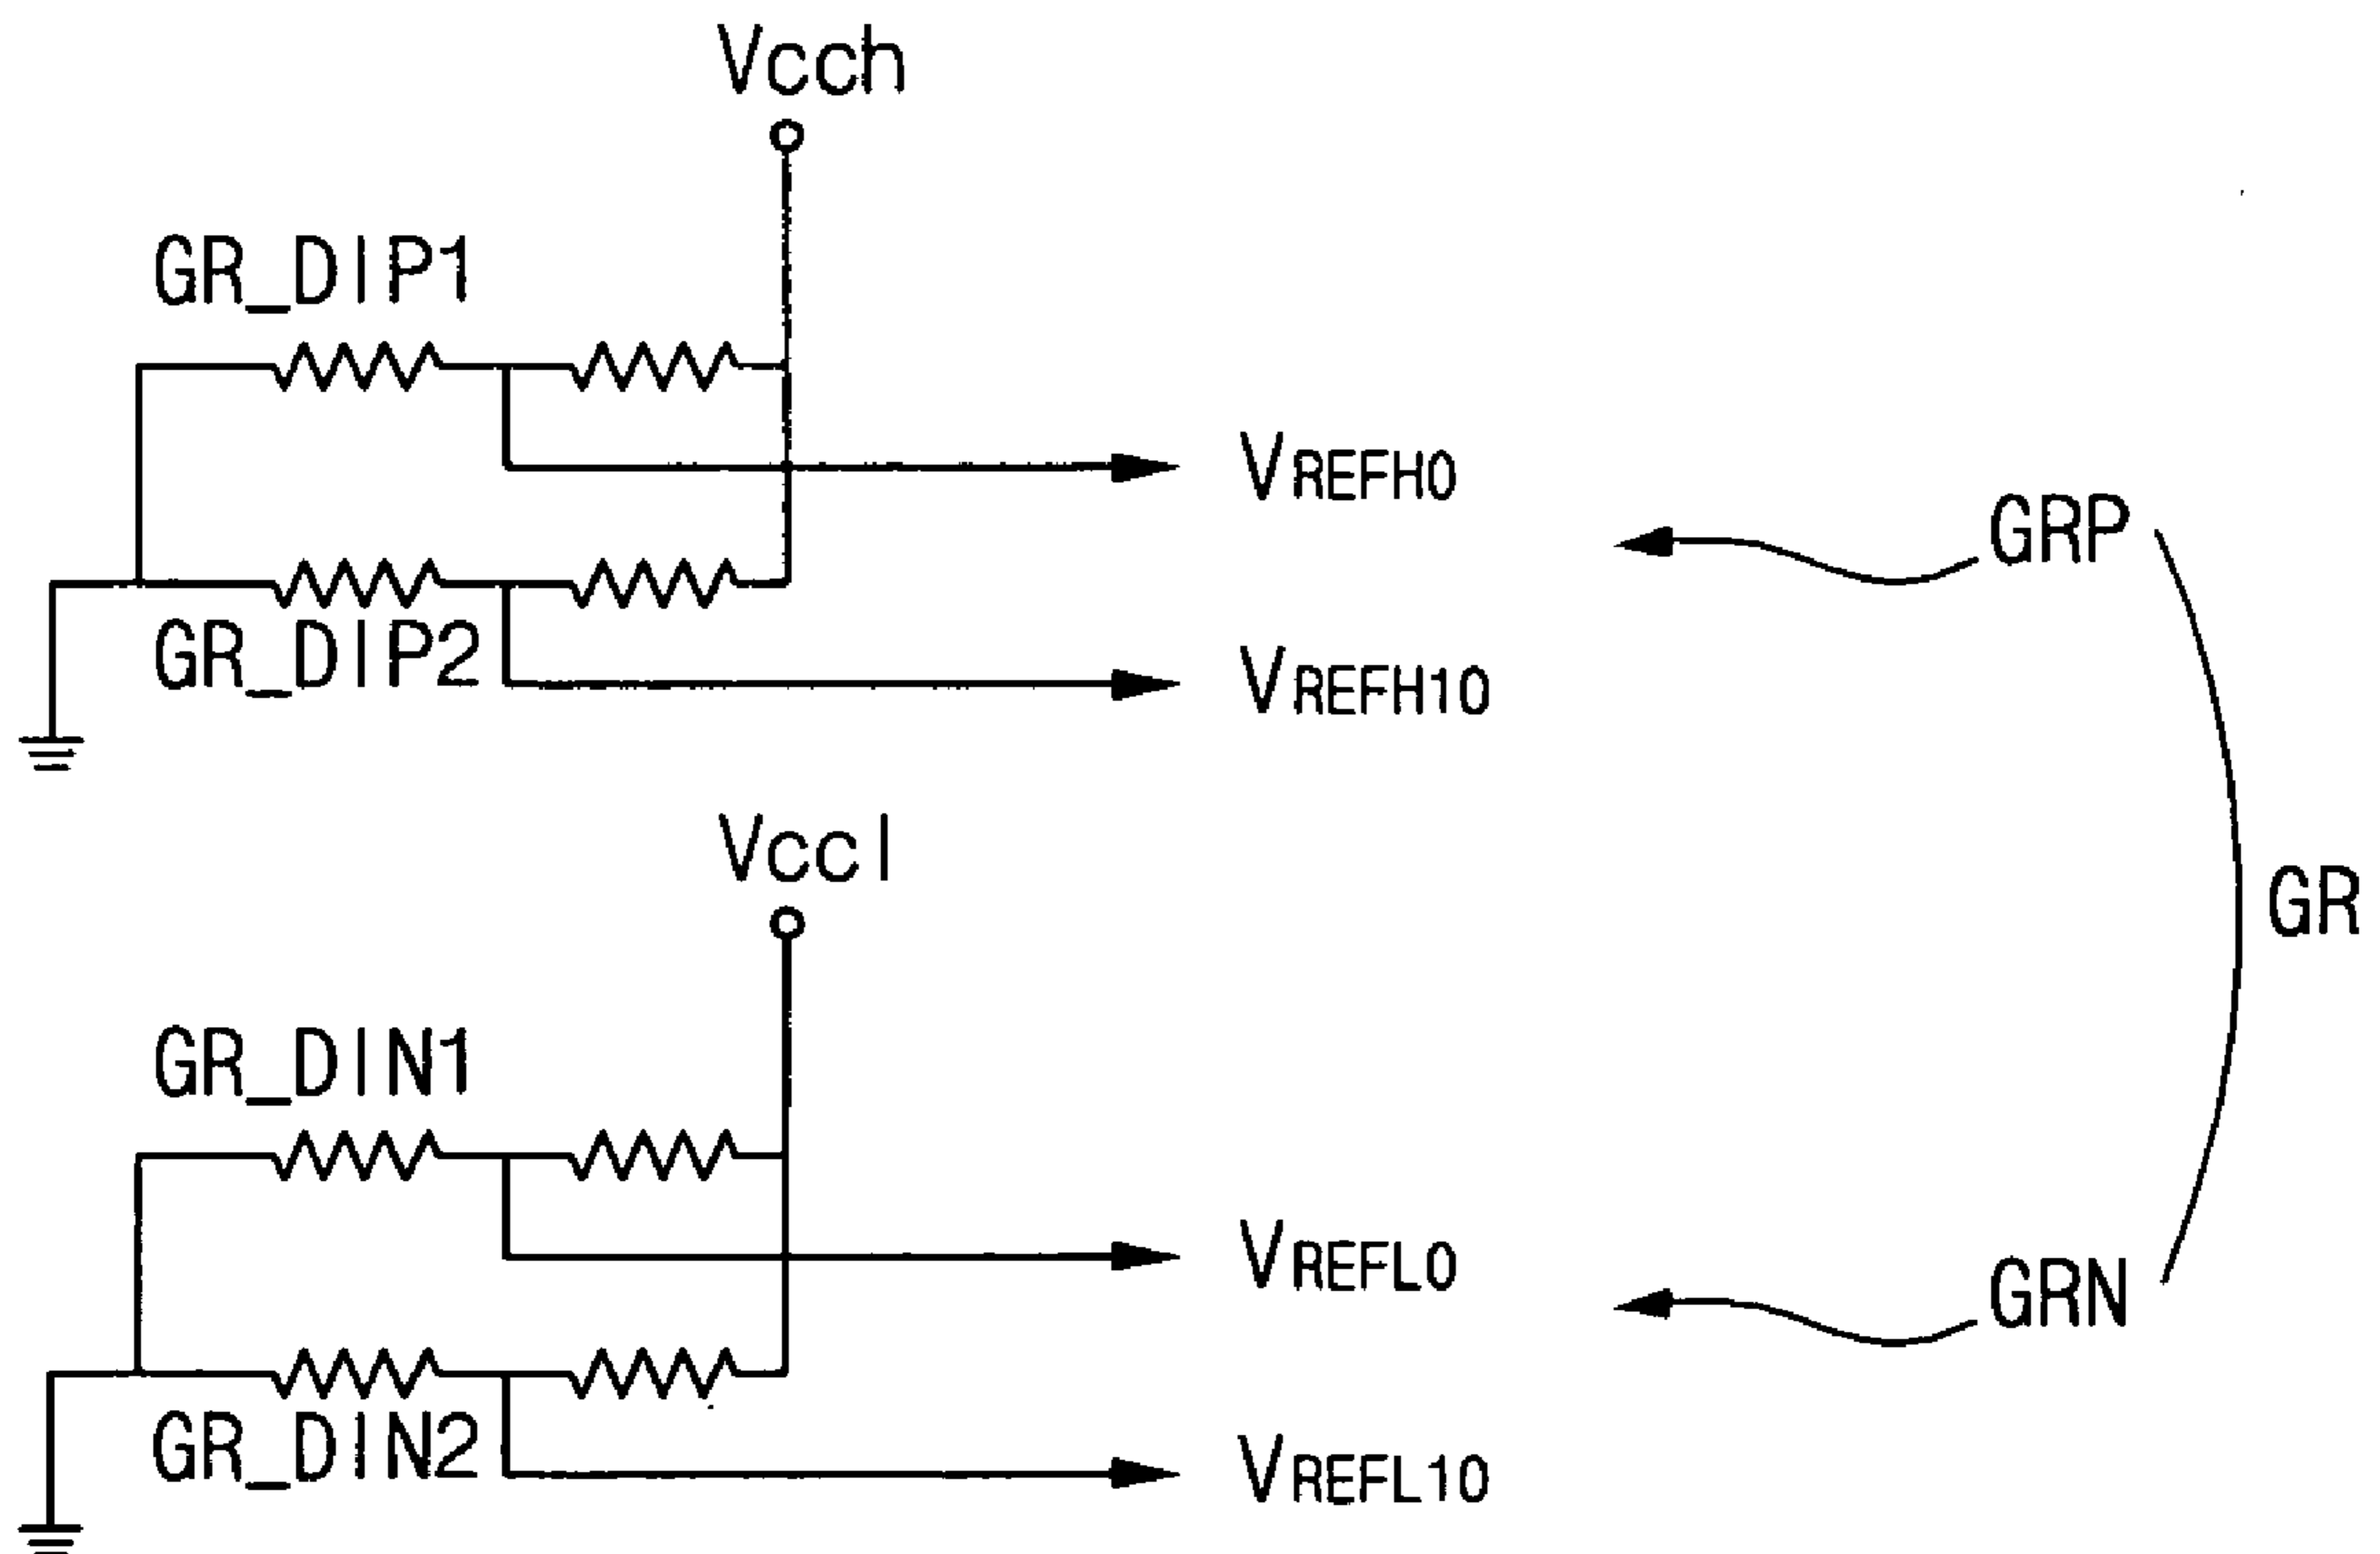 Vcch
GR_DIP1
VREFH0
GRP
GR_DIP2
VREFH10
Vccl
GR
GR_DIN1
VREFL0
GRN
GR_DIN2
VREFL10